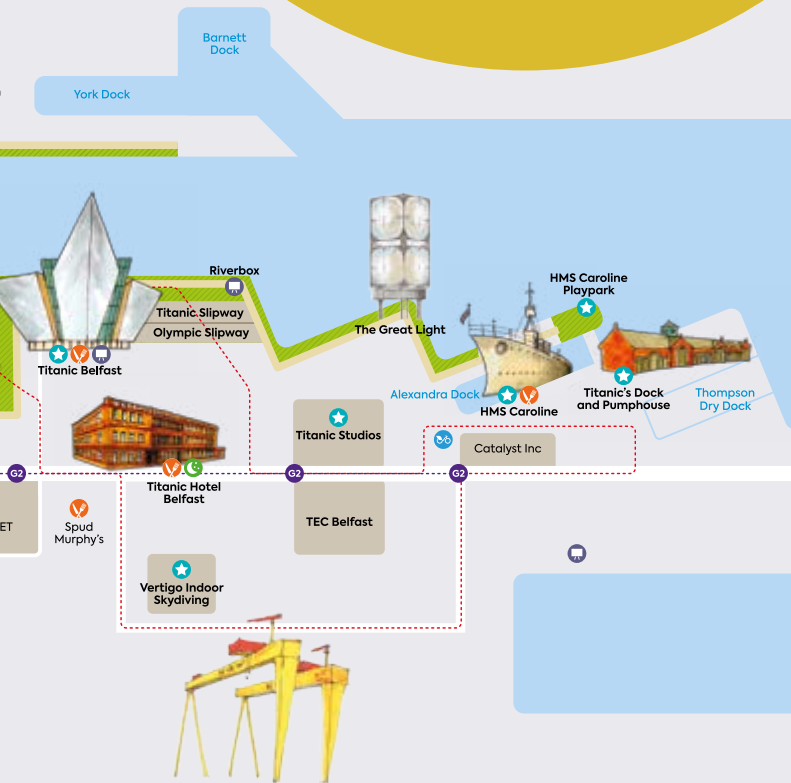 Barnett
Dock
York Dock
Riverbox
HMS Caroline
Playpark
Titanic Slipway
Olympic Slipway
The Great Light
Titanic Belfast
Alexandra Dock
HMS Caroline
Titanic's Dock
and Pumphouse
Thompson
Dry Dock
Titanic Studios
Catalyst Inc
G2
G2
G2
Titanic Hotel
Belfast
ET
Spud
Murphy's
TEC Belfast
Vertigo Indoor
Skydiving